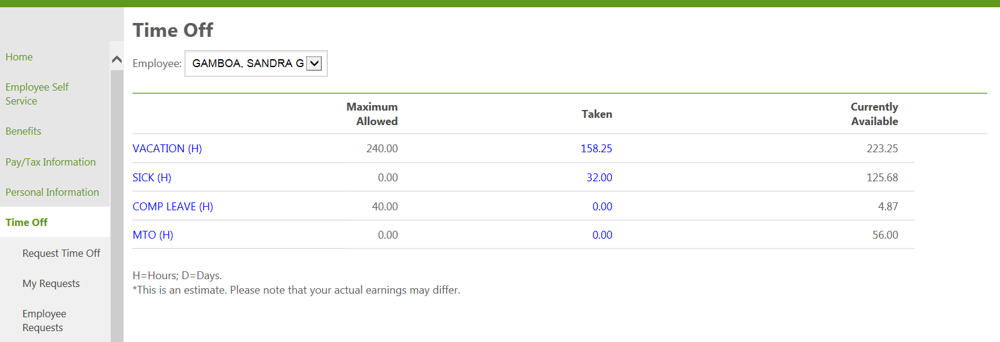 Time Off
Home
Employee Self
Service
Benefits
Pay/Tax Information
Personal Information
Time Off
Request Time Off
My Requests
Employee
Requests
Employee: GAMBOA, SANDRA G
Maximum
Allowed
Taken
Currently
Available
VACATION (H) 240.00 158.25 223.25
SICK (H) 0.00 32.00 125.68
COMP LEAVE (H) 40.00 0.00 4.87
MTO (H) 0.00 0.00 56.00
H=Hours; D=Days.
*This is an estimate. Please note that your actual earnings may differ.